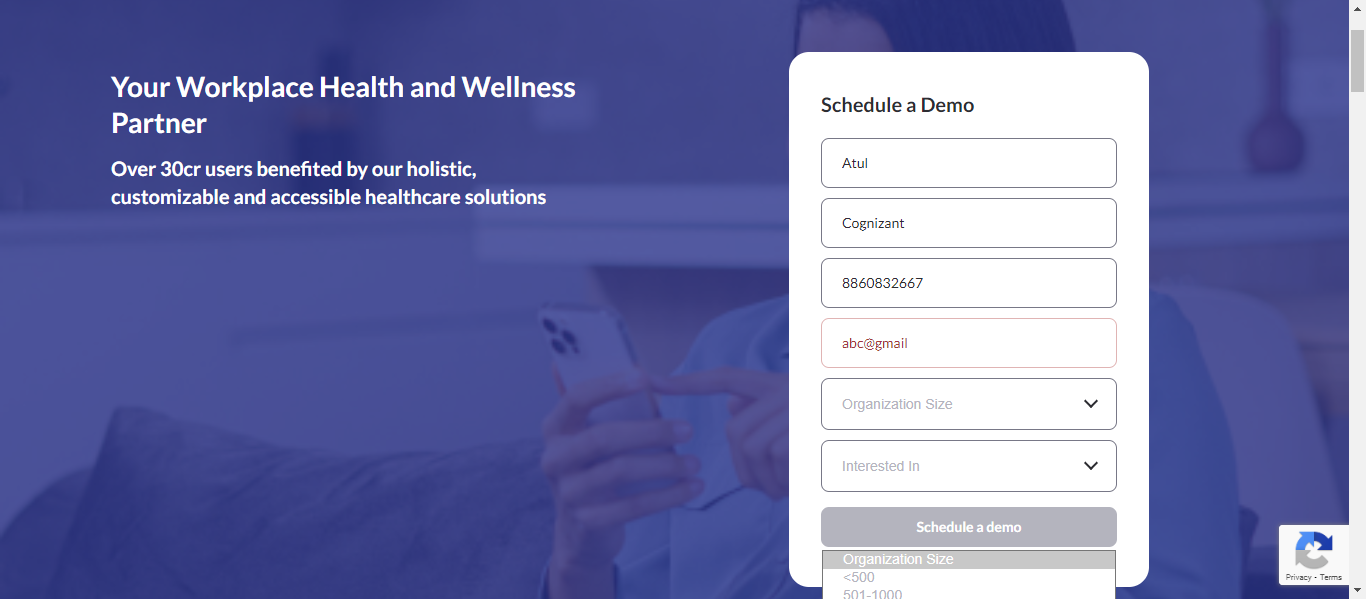 Your Workplace Health and Wellness
Partner
Over 30cr users benefited by our holistic,
customizable and accessible healthcare solutions
Schedule a Demo
Atul
Cognizant
8860832667
abc@gmail
Organization Size
Interested In
Schedule a demo
Organization Size
<500
501-1000
Privacy - Terms